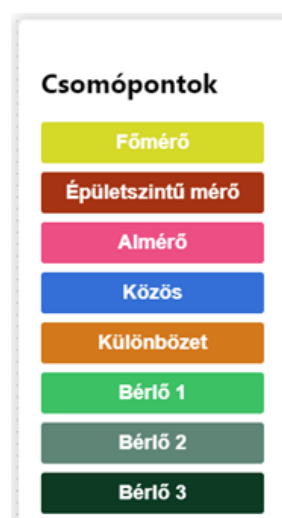 Csomópontok
Főmérő
Épületszintű mérő
Almérő
Közös
Különbözet
Bérlő 1
Bérlő 2
Bérlő 3